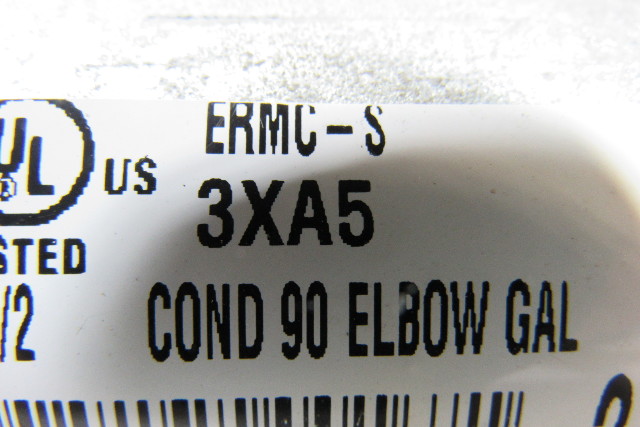 ERMC-S
UL ® US
3XA5
STED
/2 COND 90 ELBOW GAL